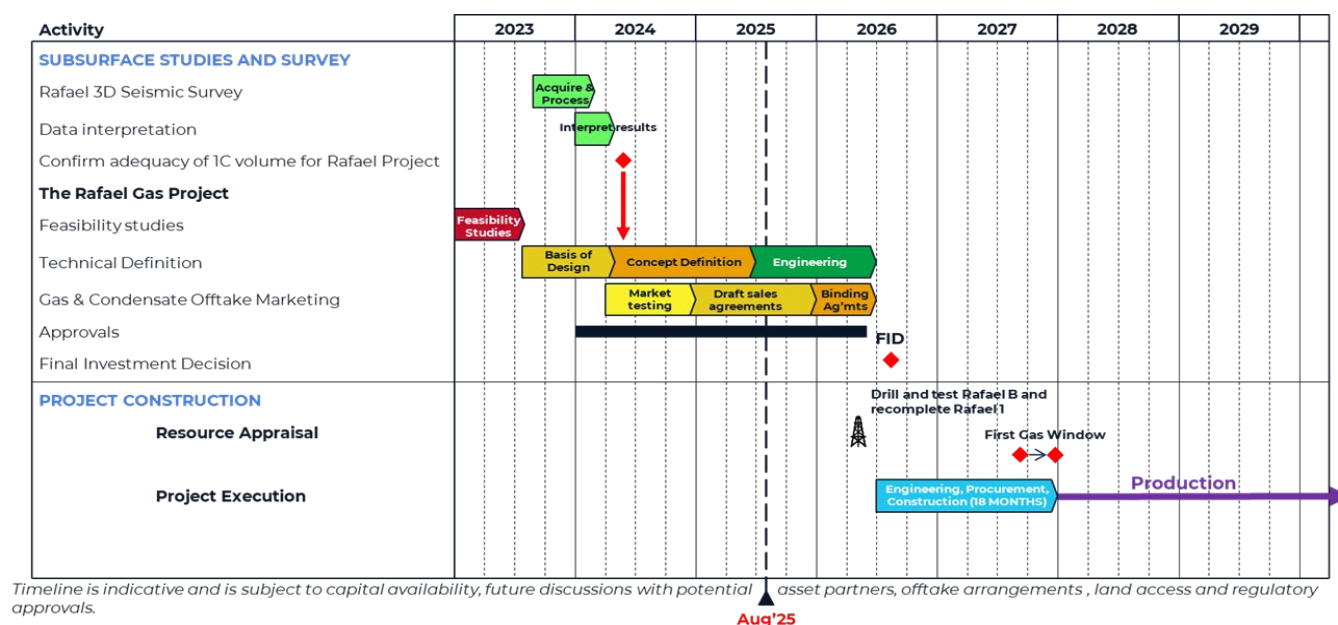 Activity
2023 2024 2025 2026 2027 2028 2029
SUBSURFACE STUDIES AND SURVEY
Rafael 3D Seismic Survey
Acquire &
Process
Data interpretation
Interpret results
Confirm adequacy of 1C volume for Rafael Project
The Rafael Gas Project
Feasibility studies
Feasibility
Studies
Technical Definition
Basis of
Design
Concept Definition
Engineering
Gas & Condensate Offtake Marketing
Market
testing
Draft sales
agreements
Binding
Ag'mts
Approvals
FID
Final Investment Decision
PROJECT CONSTRUCTION
Drill and test Rafael B and
recomplete Rafael 1
Resource Appraisal
First Gas Window
Project Execution
Engineering, Procurement,
Construction (18 MONTHS)
Production
Timeline is indicative and is subject to capital availability, future discussions with potential asset partners, offtake arrangements , land access and regulatory
approvals.
Aug'25